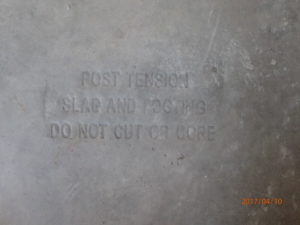 POST TENSION
SLAB AND FOOTING
DO NOT CUT OR CORE
2017/04/10